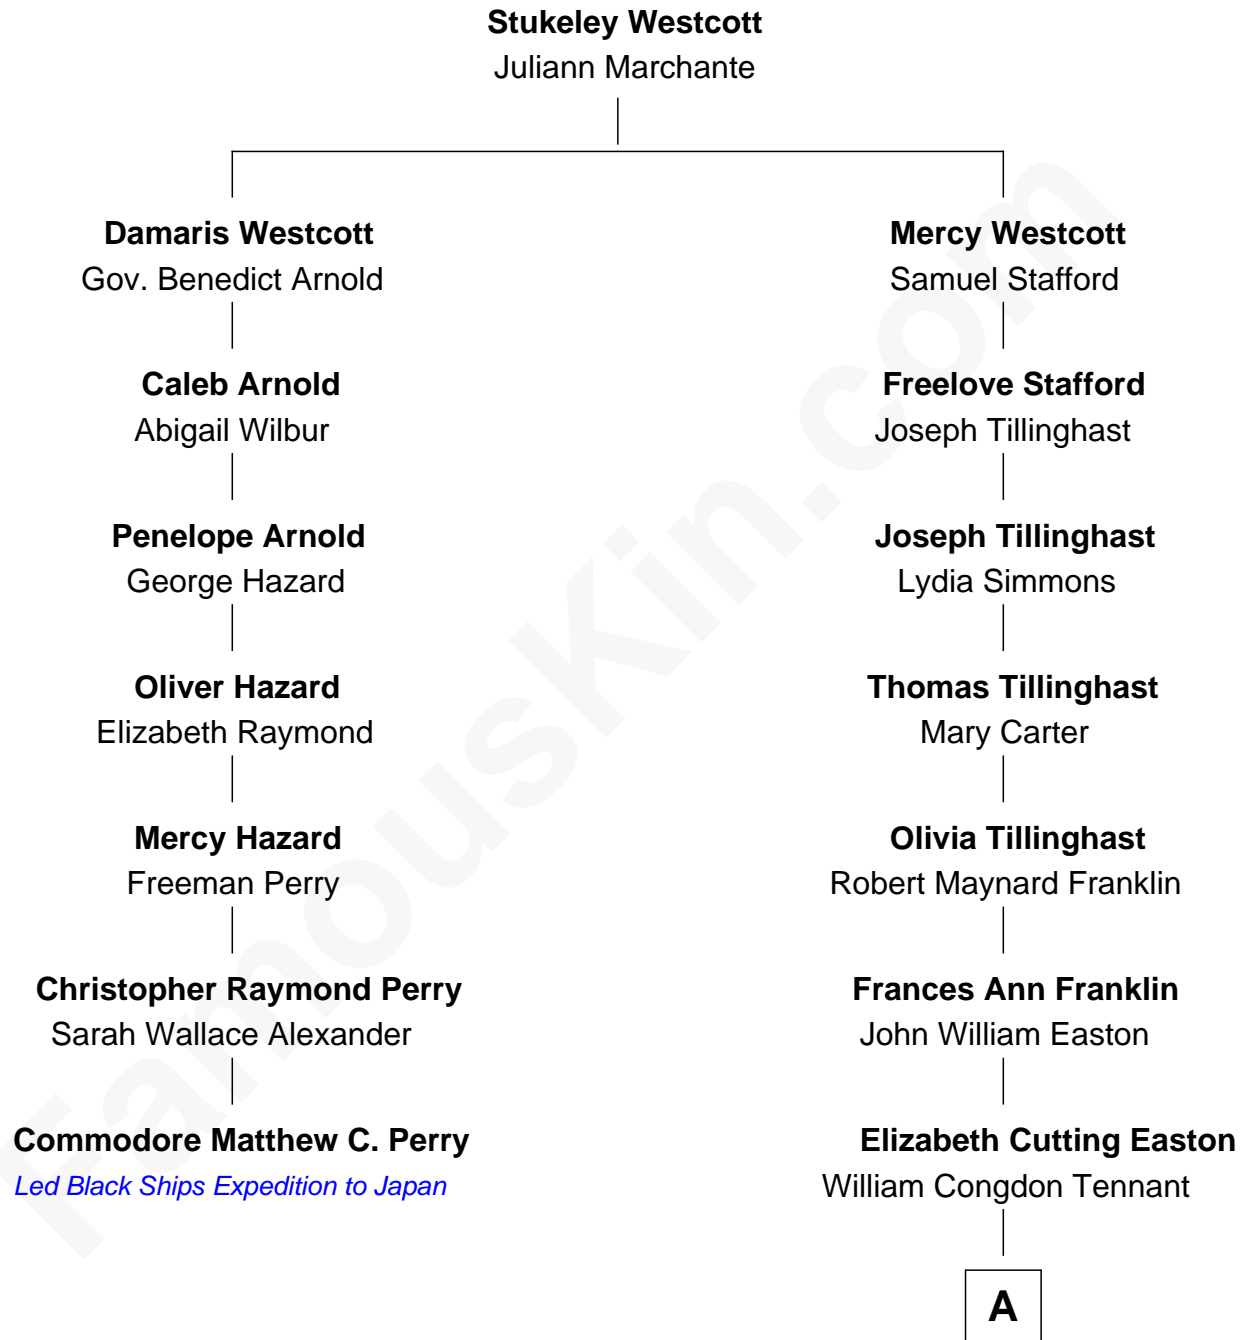 Stukeley Westcott
Juliann Marchante
Damaris Westcott
Gov. Benedict Arnold
Mercy Westcott
Samuel Stafford
Caleb Arnold
Abigail Wilbur
Freelove Stafford
Joseph Tillinghast
Penelope Arnold
George Hazard
Joseph Tillinghast
Lydia Simmons
Oliver Hazard
Elizabeth Raymond
Thomas Tillinghast
Mary Carter
Mercy Hazard
Freeman Perry
Olivia Tillinghast
Robert Maynard Franklin
Christopher Raymond Perry
Sarah Wallace Alexander
Frances Ann Franklin
John William Easton
Commodore Matthew C. Perry
Led Black Ships Expedition to Japan
Elizabeth Cutting Easton
William Congdon Tennant
A
FamousKin.com